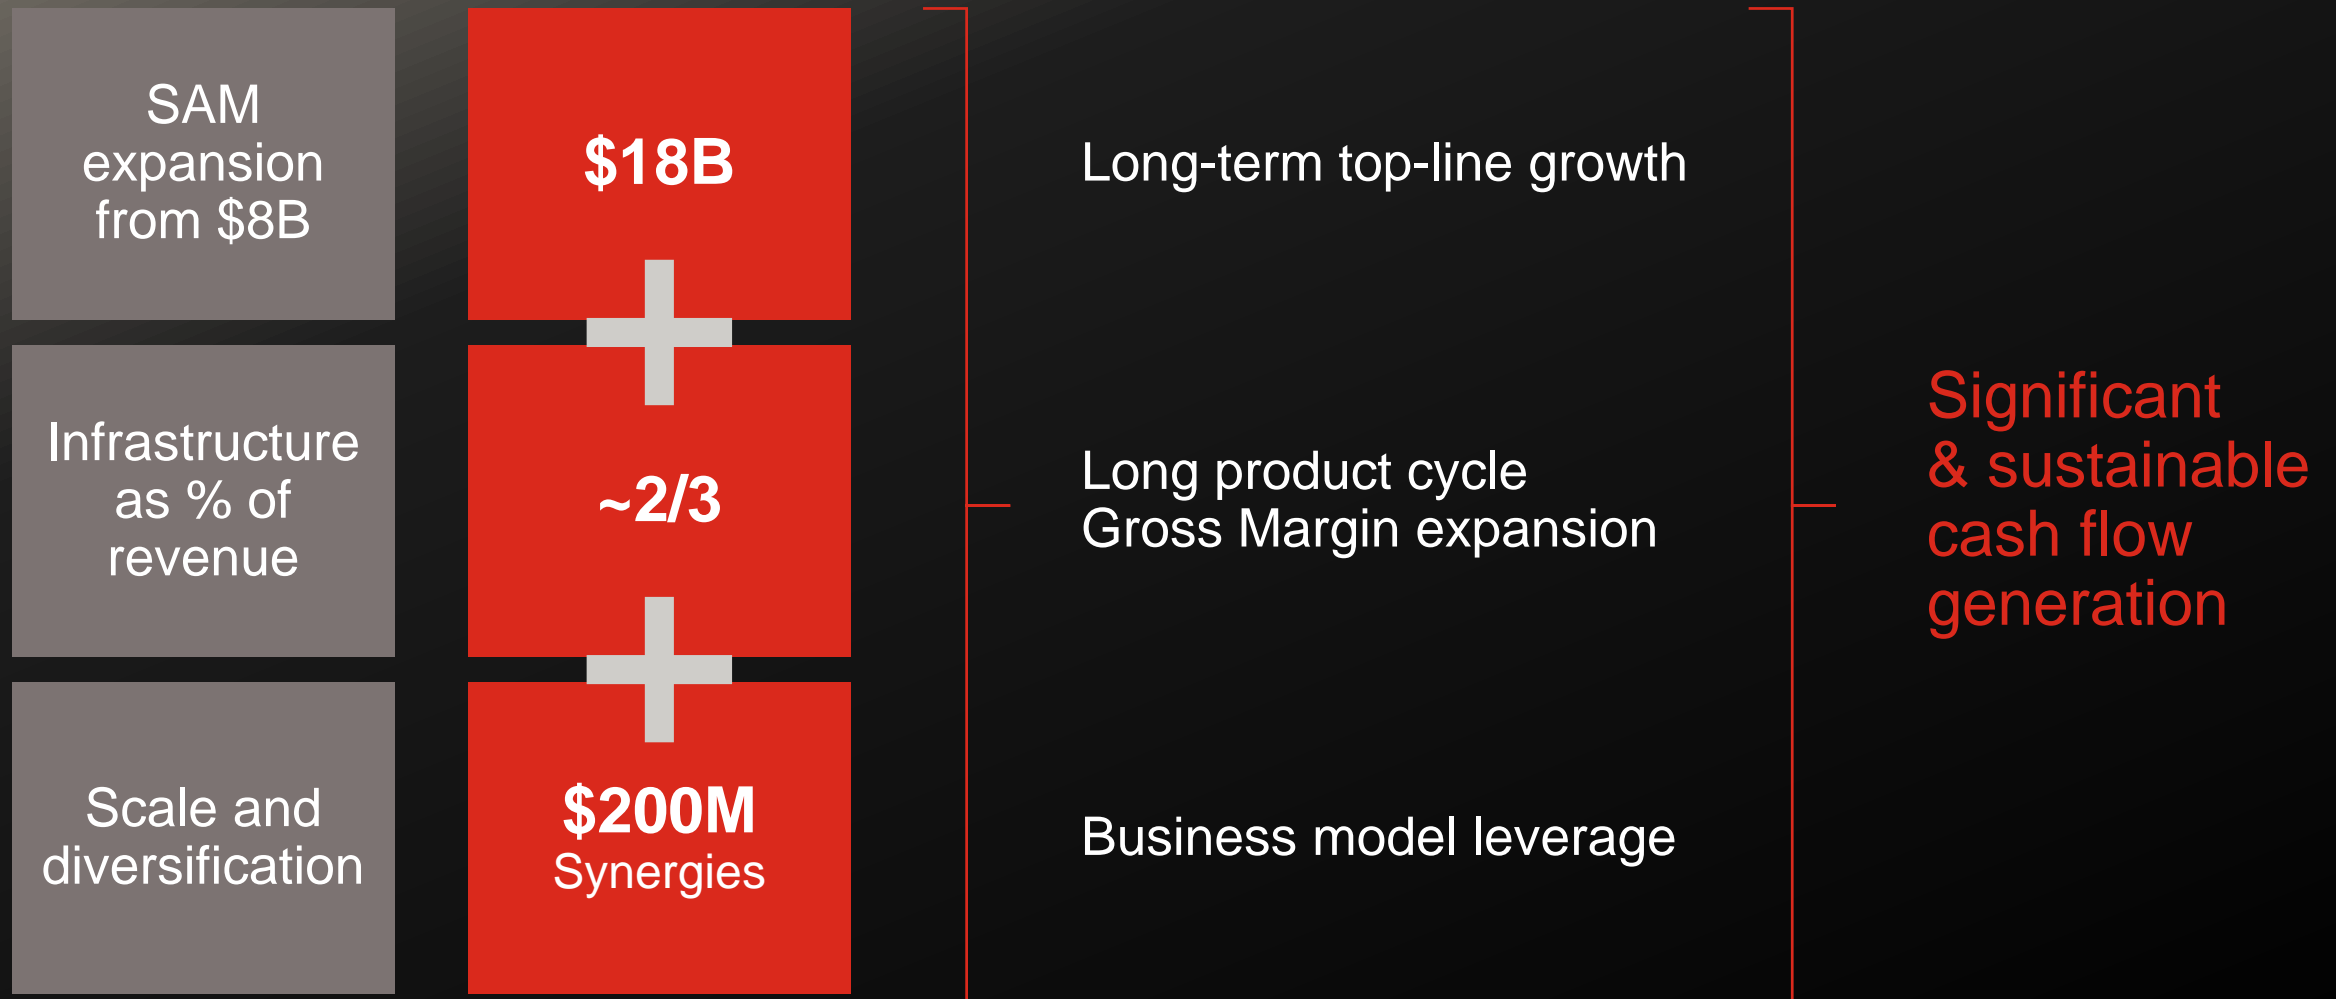 SAM
expansion
from $8B
$18B
Long-term top-line growth
Infrastructure
as % of
revenue
~2/3
Long product cycle
Gross Margin expansion
Scale and
diversification
$200M
Synergies
Business model leverage
Significant
& sustainable
cash flow
generation